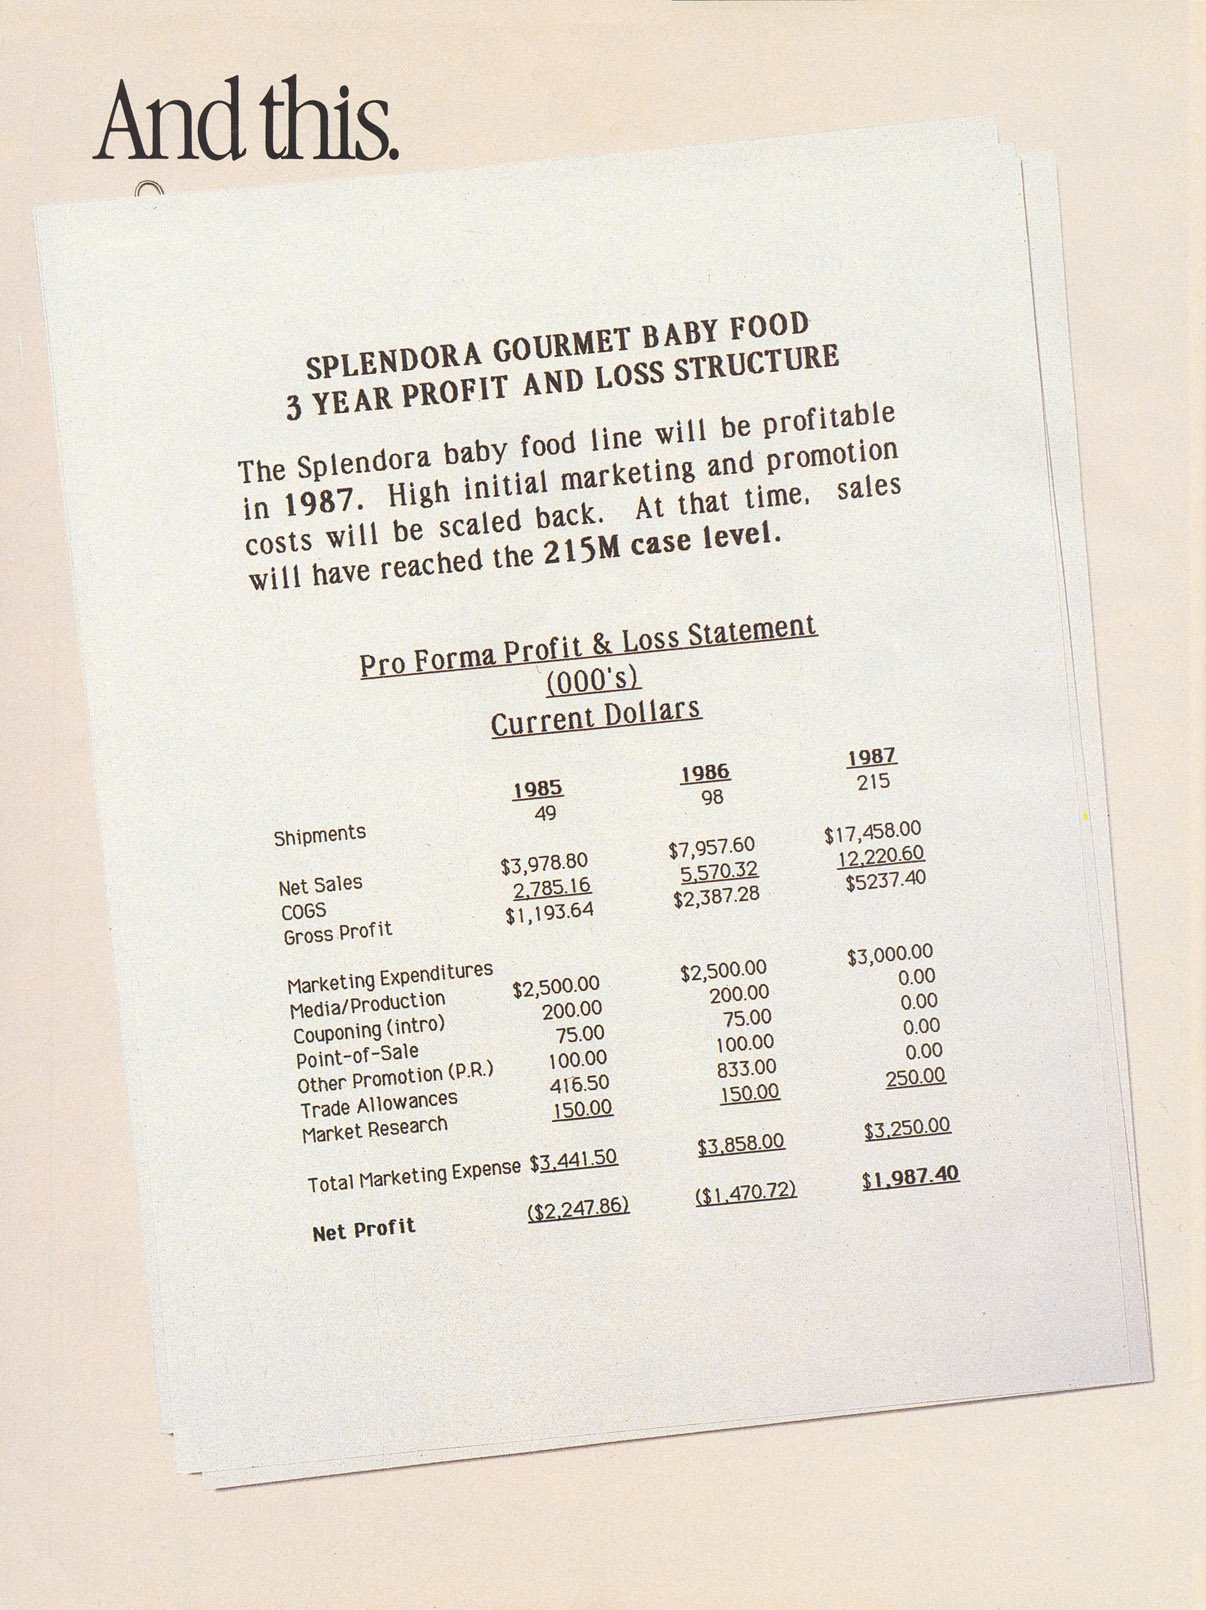 And this.
SPLENDORA GOURMET BABY FOOD
3 YEAR PROFIT AND LOSS STRUCTURE
The Splendora baby food line will be profitable
in 1987. High initial marketing and promotion
costs will be scaled back. At that time, sales
will have reached the 215M case level.
Pro Forma Profit & Loss Statement
(000's)
Current Dollars
1985 1986 1987
Shipments 49 98 215
Net Sales $3,978.80 $7,957.60 $17,458.00
COGS 2,785.16 5,570.32 12,220.60
Gross Profit $1,193.64 $2,387.28 $5237.40
Marketing Expenditures
Media/Production $2,500.00 $2,500.00 $3,000.00
Couponing (intro) 200.00 200.00 0.00
Point-of-Sale 75.00 75.00 0.00
Other Promotion (P.R.) 100.00 100.00 0.00
Trade Allowances 416.50 833.00 0.00
Market Research 150.00 150.00 250.00
Total Marketing Expense $3,441.50 $3,858.00 $3,250.00
Net Profit ($2,247.86) ($1,470.72) $1,987.40